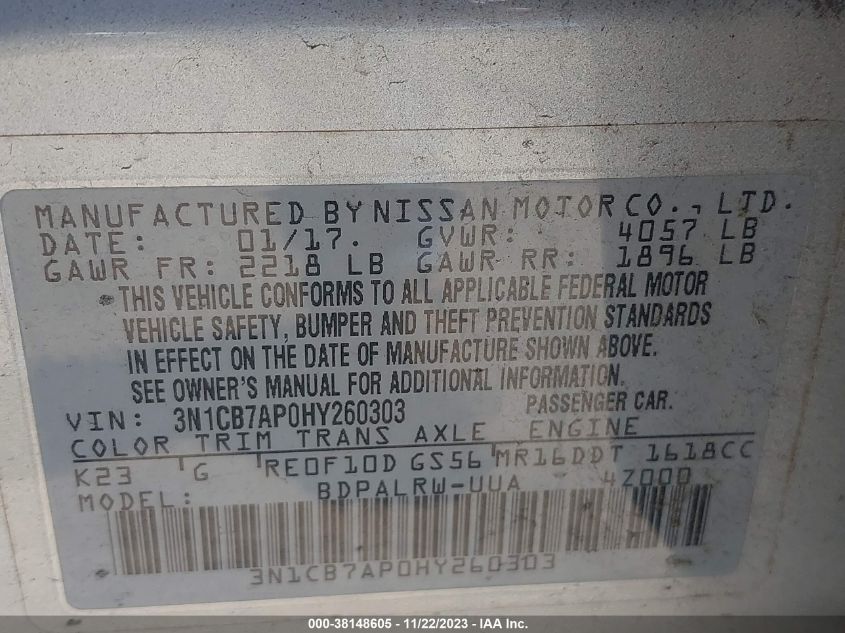 MANUFACTURED BY NISSAN MOTOR CO., LTD.
DATE: 01/17. GVWR: 4057 LB
GAWR FR: 2218 LB GAWR RR: 1896 LB
THIS VEHICLE CONFORMS TO ALL APPLICABLE FEDERAL MOTOR
VEHICLE SAFETY, BUMPER AND THEFT PREVENTION STANDARDS
IN EFFECT ON THE DATE OF MANUFACTURE SHOWN ABOVE.
SEE OWNER'S MANUAL FOR ADDITIONAL INFORMATION.
VIN: 3N1CB7AP0HY260303 PASSENGER CAR.
COLOR TRIM TRANS AXLE ENGINE
K23 G RE0F10D GS56 MR16DDT 1618CC
MODEL: BDPALRW-UUA 4Z000
3N1CB7AP0HY260303
000-38148605 - 11/22/2023 - IAA Inc.